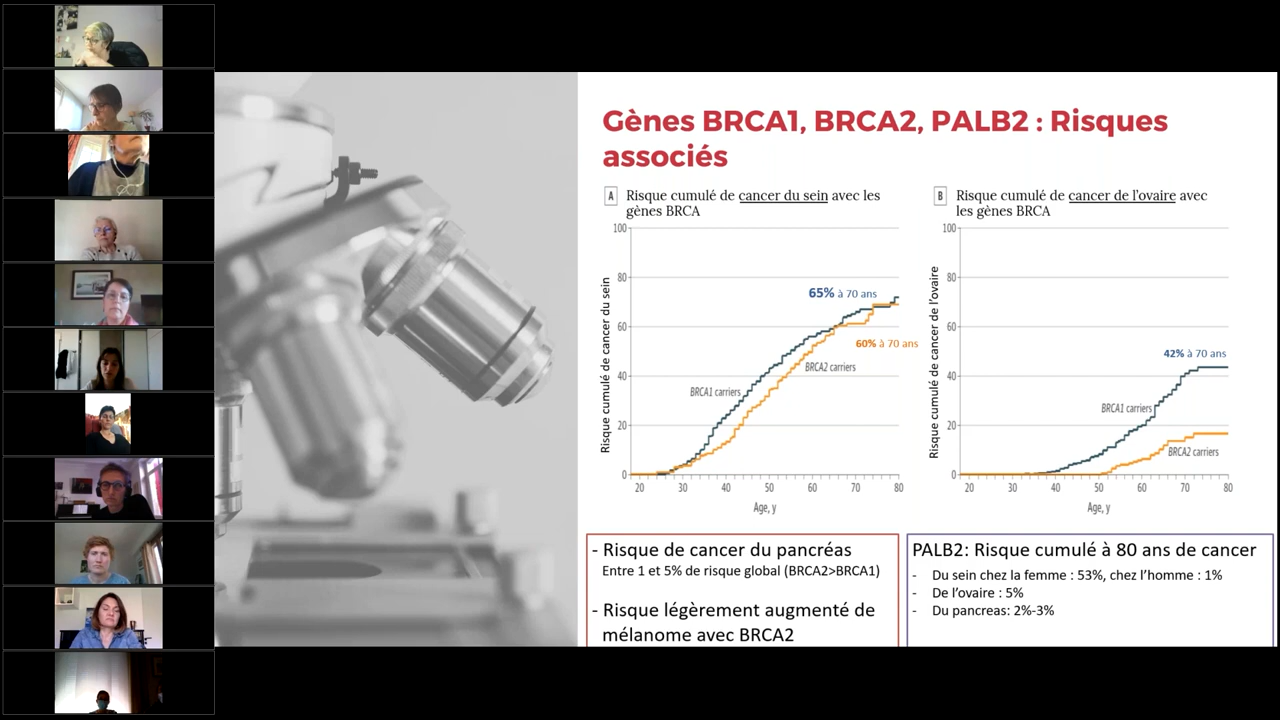 Gènes BRCA1, BRCA2, PALB2 : Risques
associés
A Risque cumulé de cancer du sein avec les
gènes BRCA
Risque cumulé de cancer du sein
100
80
60
40
20
0
65% à 70 ans
60% à 70 ans
BRCA1 carriers
BRCA2 carriers
20 30 40 50 60 70 80
Age, y
B Risque cumulé de cancer de l'ovaire avec
les gènes BRCA
Risque cumulé de cancer de l'ovaire
100
80
60
40
20
0
42% à 70 ans
BRCA1 carriers
BRCA2 carriers
20 30 40 50 60 70 80
Age, y
- Risque de cancer du pancréas
Entre 1 et 5% de risque global (BRCA2>BRCA1)
- Risque légèrement augmenté de
mélanome avec BRCA2
PALB2: Risque cumulé à 80 ans de cancer
- Du sein chez la femme : 53%, chez l'homme : 1%
- De l'ovaire : 5%
- Du pancreas: 2%-3%